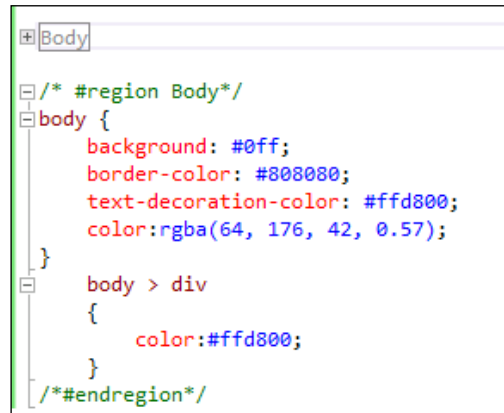 Body
/* #region Body*/
body {
    background: #0ff;
    border-color: #808080;
    text-decoration-color: #ffd800;
    color:rgba(64, 176, 42, 0.57);
}
    body > div
    {
        color:#ffd800;
    }
/*#endregion*/